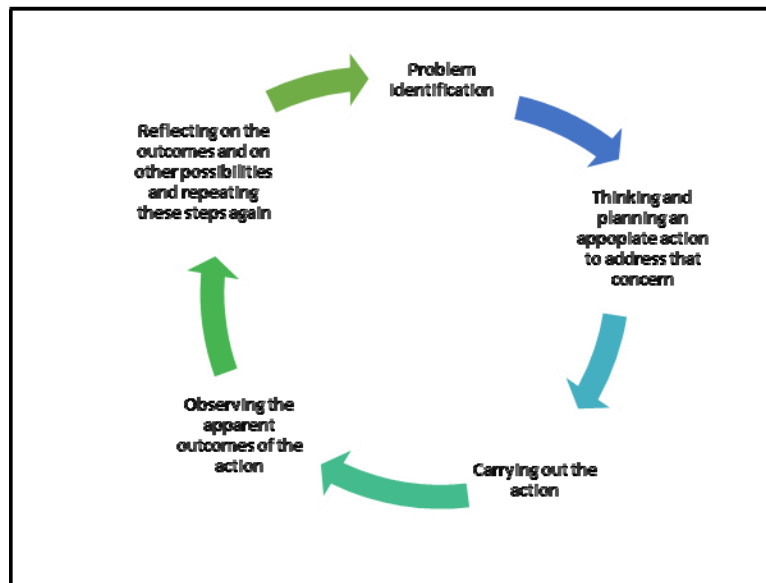 Problem
identification
Thinking and
planning an
appoplate action
to address that
concern
Carrying out the
action
Observing the
apparent
outcomes of the
action
Reflecting on the
outcomes and on
other possibilities
and repeating
these steps again